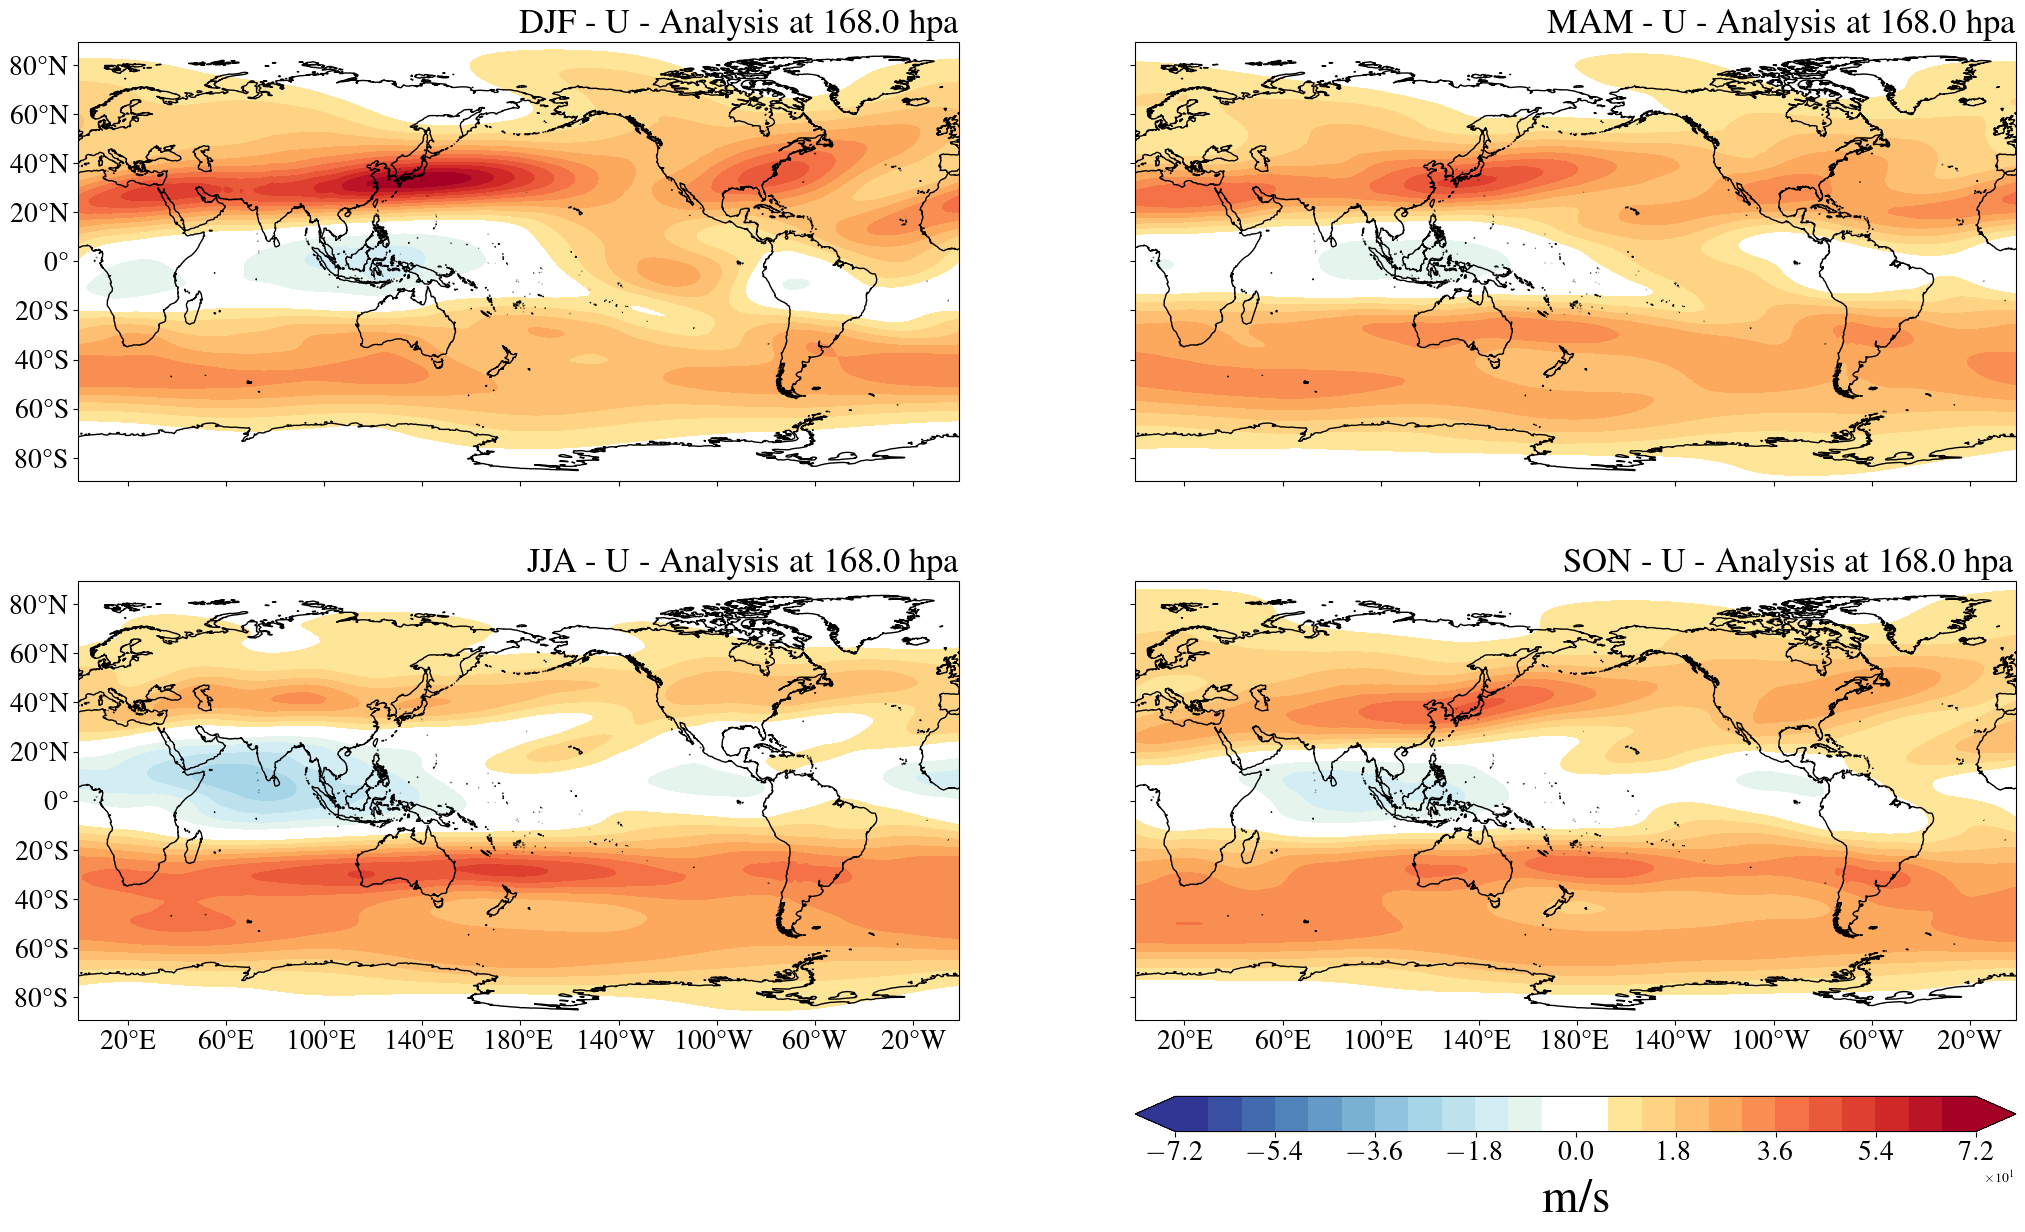 DJF - U - Analysis at 168.0 hpa
MAM - U - Analysis at 168.0 hpa
80°N
60°N
40°N
20°N
0°
20°S
40°S
60°S
80°S
JJA - U - Analysis at 168.0 hpa
SON - U - Analysis at 168.0 hpa
80°N
60°N
40°N
20°N
0°
20°S
40°S
60°S
80°S
20°E 60°E 100°E 140°E 180°E 140°W 100°W 60°W 20°W
20°E 60°E 100°E 140°E 180°E 140°W 100°W 60°W 20°W
−7.2 −5.4 −3.6 −1.8 0.0 1.8 3.6 5.4 7.2
×10¹
m/s